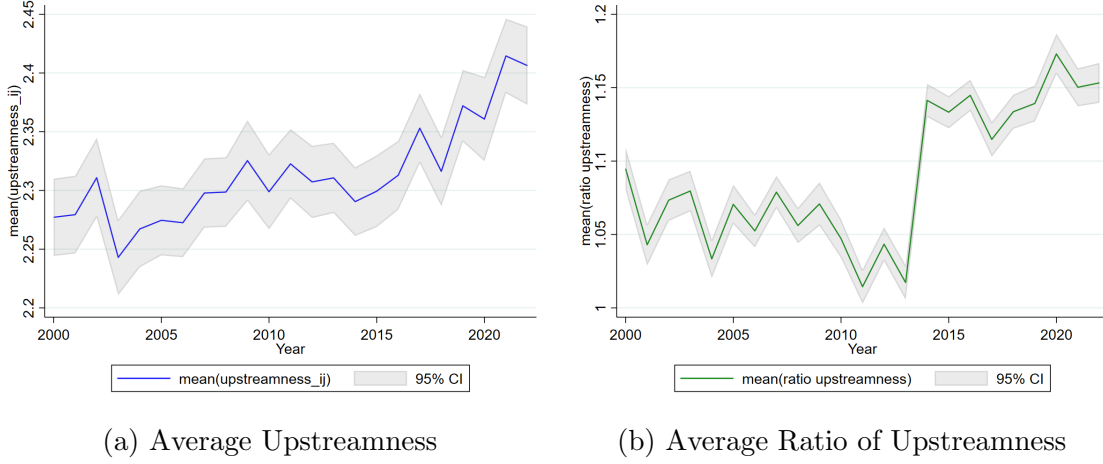 mean(upstreamness_ij)
2.2 2.25 2.3 2.35 2.4 2.45
2000 2005 2010 2015 2020
Year
mean(upstreamness_ij) 95% CI
(a) Average Upstreamness
mean(ratio upstreamness)
1 1.05 1.1 1.15 1.2
2000 2005 2010 2015 2020
Year
mean(ratio upstreamness) 95% CI
(b) Average Ratio of Upstreamness